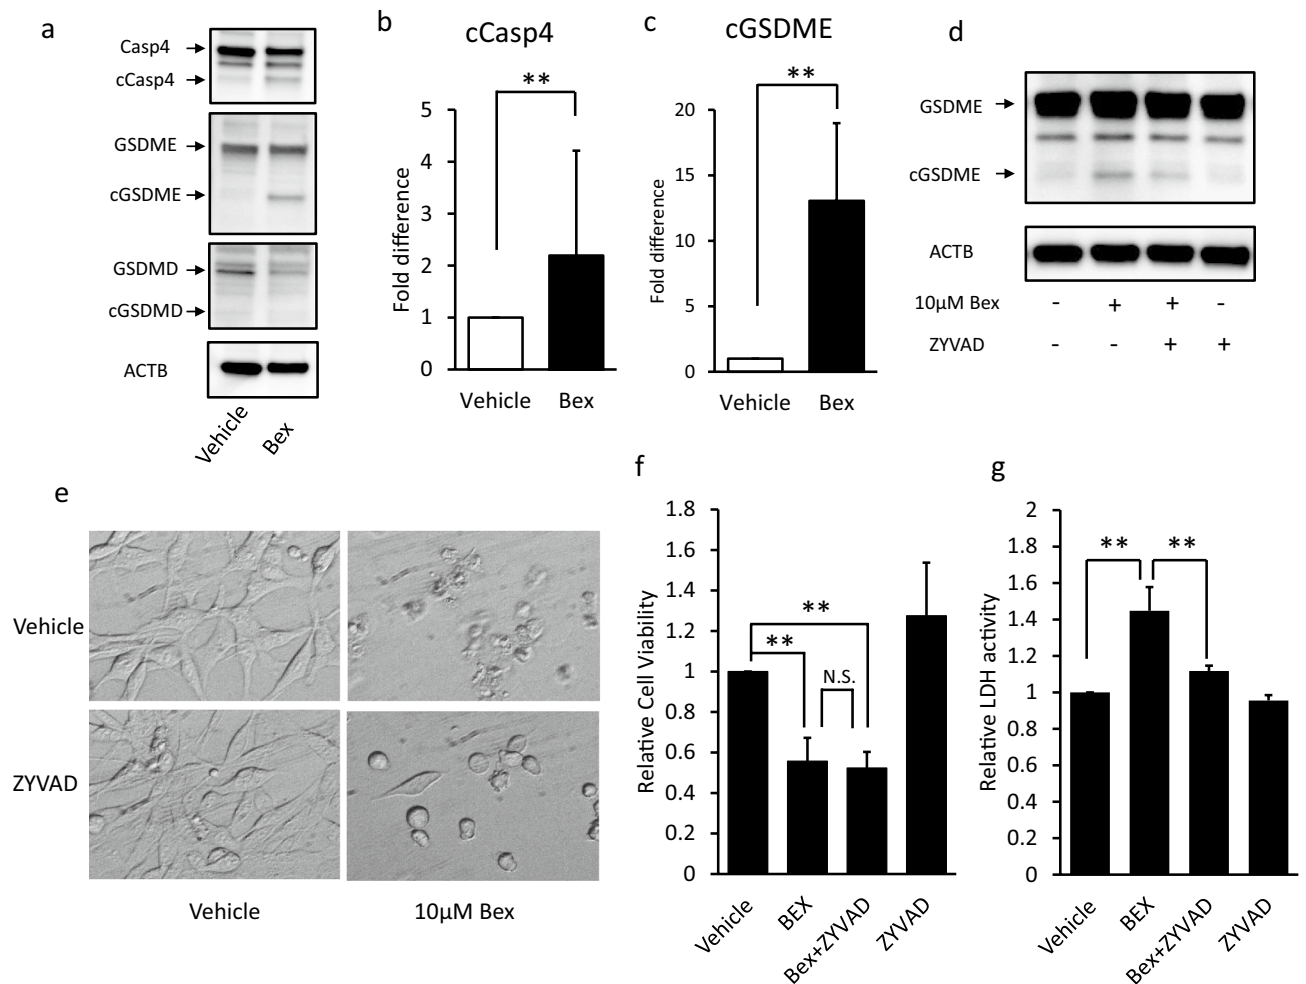 a
Casp4
cCasp4
GSDME
cGSDME
GSDMD
cGSDMD
ACTB
Vehicle
Bex
b
cCasp4
**
Fold difference
5
4
3
2
1
0
Vehicle
Bex
c
cGSDME
**
Fold difference
20
15
10
5
0
Vehicle
Bex
d
GSDME
cGSDME
ACTB
10μM Bex - + + -
ZYVAD - - + +
e
Vehicle
ZYVAD
Vehicle
10μM Bex
f
Relative Cell Viability
1.8
1.6
1.4
1.2
1
0.8
0.6
0.4
0.2
0
**
**
N.S.
Vehicle
BEX
Bex+ZYVAD
ZYVAD
g
Relative LDH activity
2
1.8
1.6
1.4
1.2
1
0.8
0.6
0.4
0.2
0
**
**
Vehicle
BEX
Bex+ZYVAD
ZYVAD